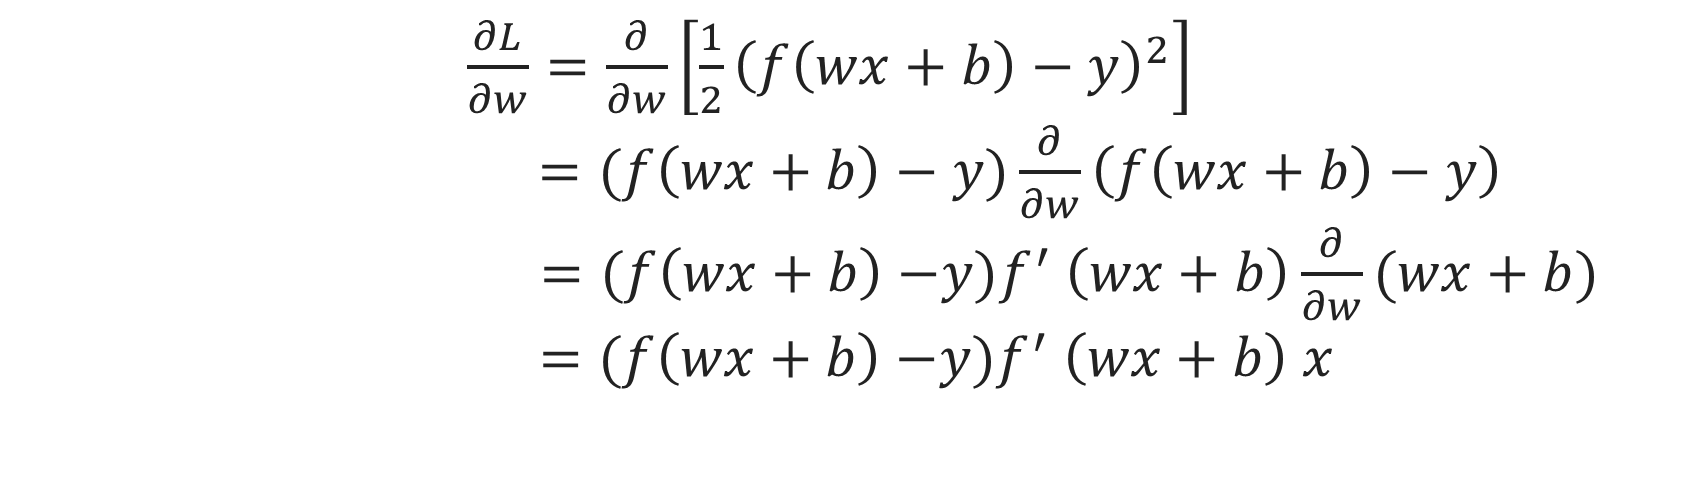 ∂L/∂w = ∂/∂w [1/2 (f(wx + b) − y)²]
= (f(wx + b) − y) ∂/∂w (f(wx + b) − y)
= (f(wx + b) −y)f′ (wx + b) ∂/∂w (wx + b)
= (f(wx + b) −y)f′ (wx + b) x